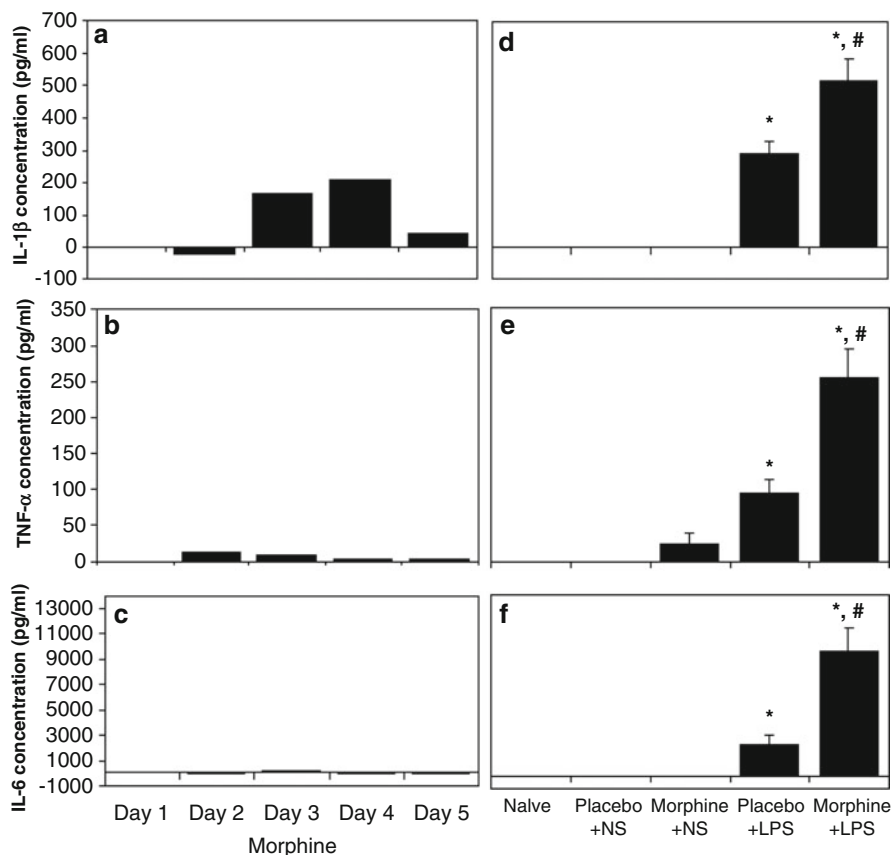 a
IL-1β concentration (pg/ml)
700
600
500
400
300
200
100
0
-100
d
*
*, #
b
TNF-α concentration (pg/ml)
350
300
250
200
150
100
50
0
e
*
*, #
c
IL-6 concentration (pg/ml)
13000
11000
9000
7000
5000
3000
1000
-1000
f
*
*, #
Day 1 Day 2 Day 3 Day 4 Day 5
Morphine
Nalve Placebo Morphine Placebo Morphine
+NS +NS +LPS +LPS